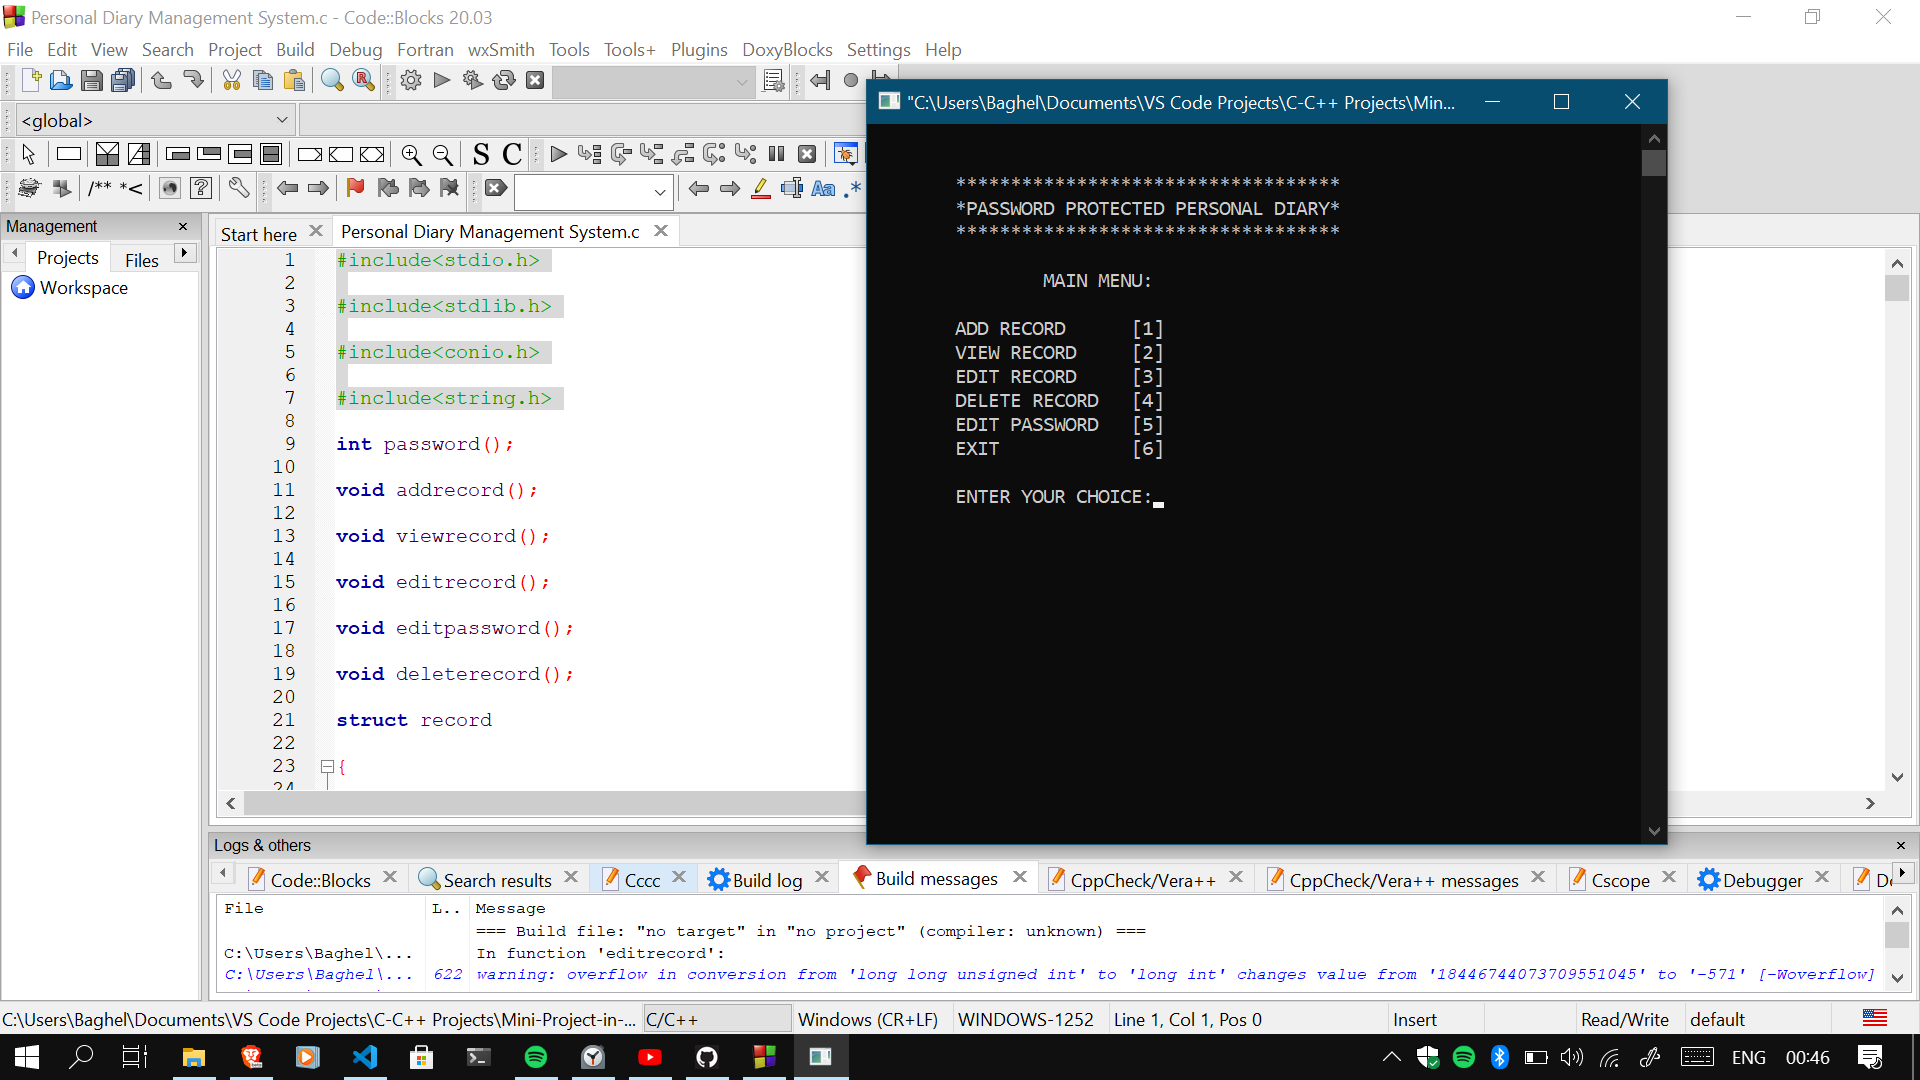 Personal Diary Management System.c - Code::Blocks 20.03
File Edit View Search Project Build Debug Fortran wxSmith Tools Tools+ Plugins DoxyBlocks Settings Help
<global>
S C
/** *< Aa .*
Management
Projects Files
Workspace
Start here Personal Diary Management System.c
1 #include<stdio.h>
2
3 #include<stdlib.h>
4
5 #include<conio.h>
6
7 #include<string.h>
8
9 int password();
10
11 void addrecord();
12
13 void viewrecord();
14
15 void editrecord();
16
17 void editpassword();
18
19 void deleterecord();
20
21 struct record
22
23 {
24
"C:\Users\Baghel\Documents\VS Code Projects\C-C++ Projects\Min...
***********************************
*PASSWORD PROTECTED PERSONAL DIARY*
***********************************
MAIN MENU:
ADD RECORD [1]
VIEW RECORD [2]
EDIT RECORD [3]
DELETE RECORD [4]
EDIT PASSWORD [5]
EXIT [6]
ENTER YOUR CHOICE:
Logs & others
Code::Blocks Search results Cccc Build log Build messages CppCheck/Vera++ CppCheck/Vera++ messages Cscope Debugger
File L.. Message
=== Build file: "no target" in "no project" (compiler: unknown) ===
C:\Users\Baghel\... In function 'editrecord':
C:\Users\Baghel\... 622 warning: overflow in conversion from 'long long unsigned int' to 'long int' changes value from '18446744073709551045' to '-571' [-Woverflow]
C:\Users\Baghel\Documents\VS Code Projects\C-C++ Projects\Mini-Project-in-... C/C++ Windows (CR+LF) WINDOWS-1252 Line 1, Col 1, Pos 0 Insert Read/Write default
ENG 00:46